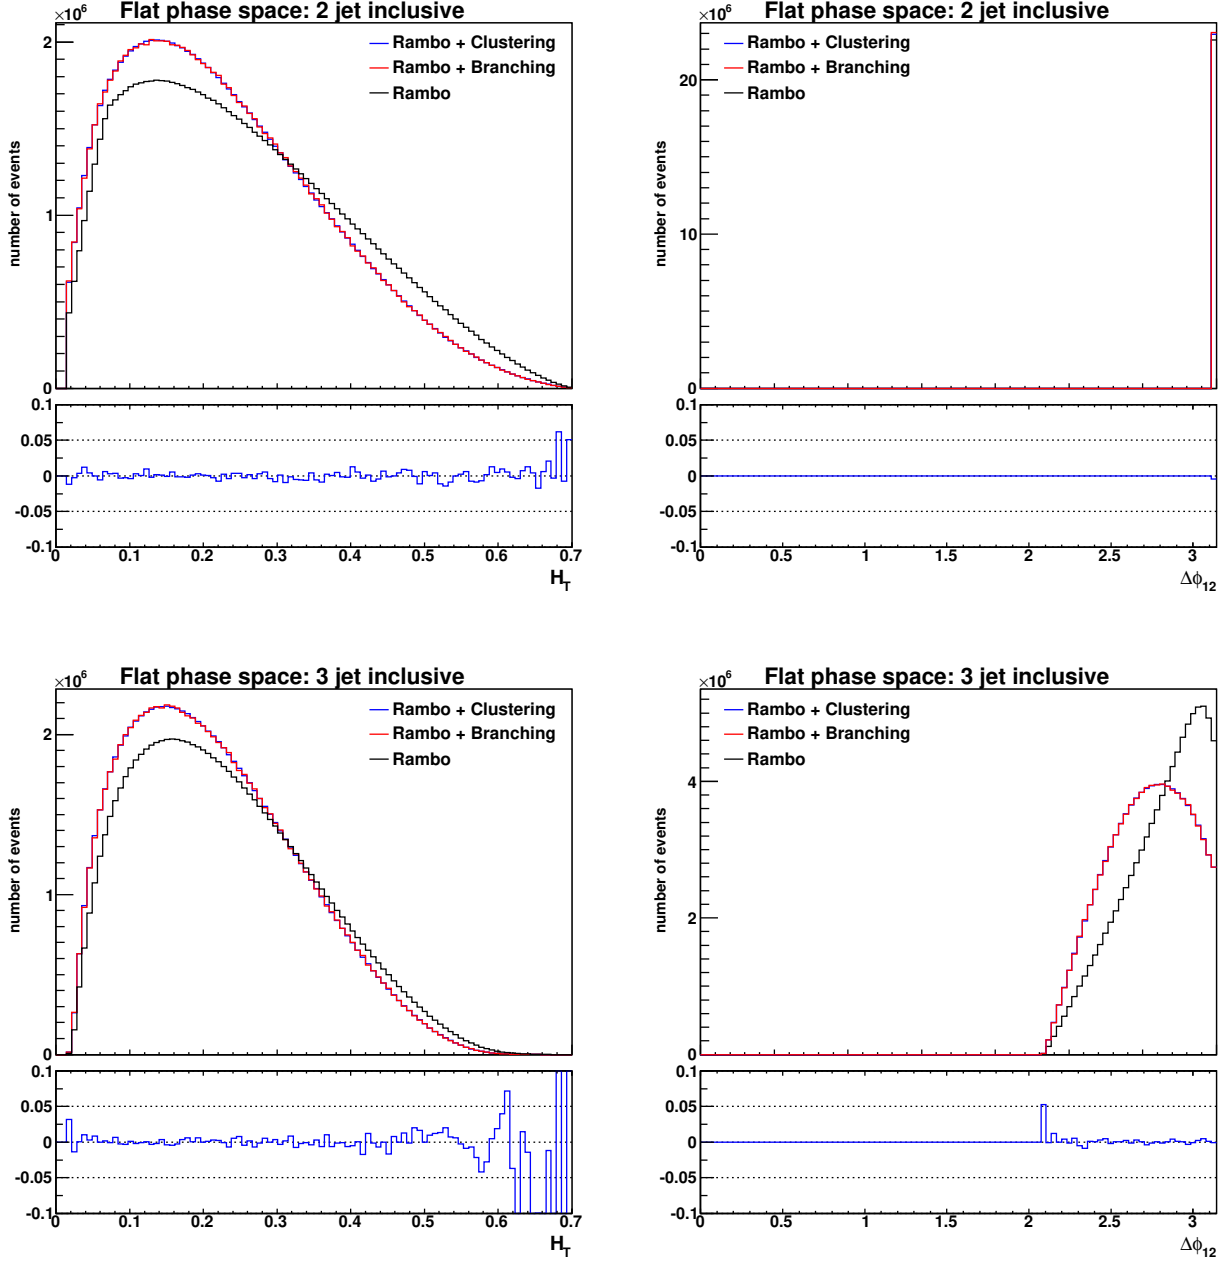 Flat phase space: 2 jet inclusive
×10⁶
number of events
2
1
0
Rambo + Clustering
Rambo + Branching
Rambo
0.1
0.05
0
-0.05
-0.1
0 0.1 0.2 0.3 0.4 0.5 0.6 0.7
H_T
Flat phase space: 2 jet inclusive
×10⁶
number of events
20
10
0
Rambo + Clustering
Rambo + Branching
Rambo
0.1
0.05
0
-0.05
-0.1
0 0.5 1 1.5 2 2.5 3
Δϕ₁₂
Flat phase space: 3 jet inclusive
×10⁶
number of events
2
1
0
Rambo + Clustering
Rambo + Branching
Rambo
0.1
0.05
0
-0.05
-0.1
0 0.1 0.2 0.3 0.4 0.5 0.6 0.7
H_T
Flat phase space: 3 jet inclusive
×10⁶
number of events
4
2
0
Rambo + Clustering
Rambo + Branching
Rambo
0.1
0.05
0
-0.05
-0.1
0 0.5 1 1.5 2 2.5 3
Δϕ₁₂